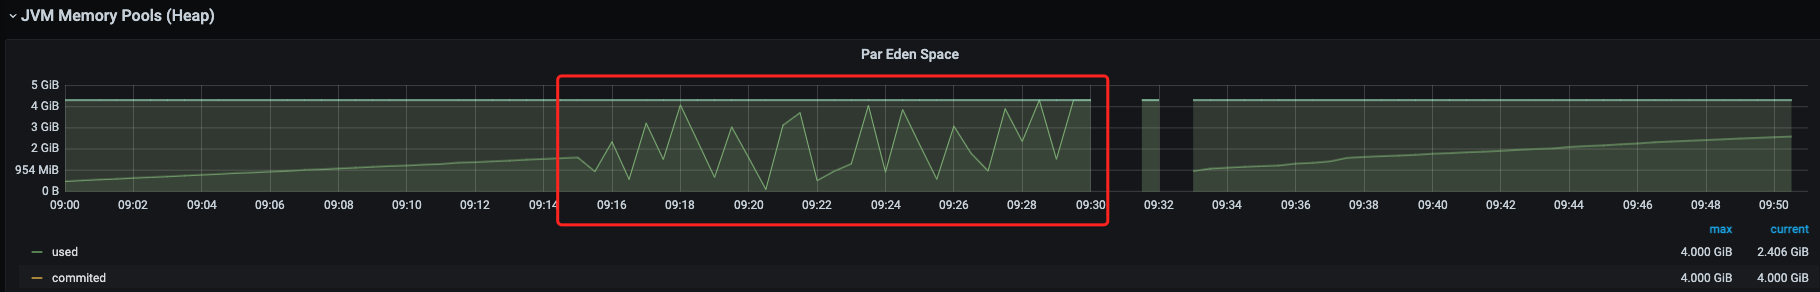 JVM Memory Pools (Heap)
Par Eden Space
5 GiB
4 GiB
3 GiB
2 GiB
954 MiB
0 B
09:00 09:02 09:04 09:06 09:08 09:10 09:12 09:14 09:16 09:18 09:20 09:22 09:24 09:26 09:28 09:30 09:32 09:34 09:36 09:38 09:40 09:42 09:44 09:46 09:48 09:50
max current
used 4.000 GiB 2.406 GiB
commited 4.000 GiB 4.000 GiB